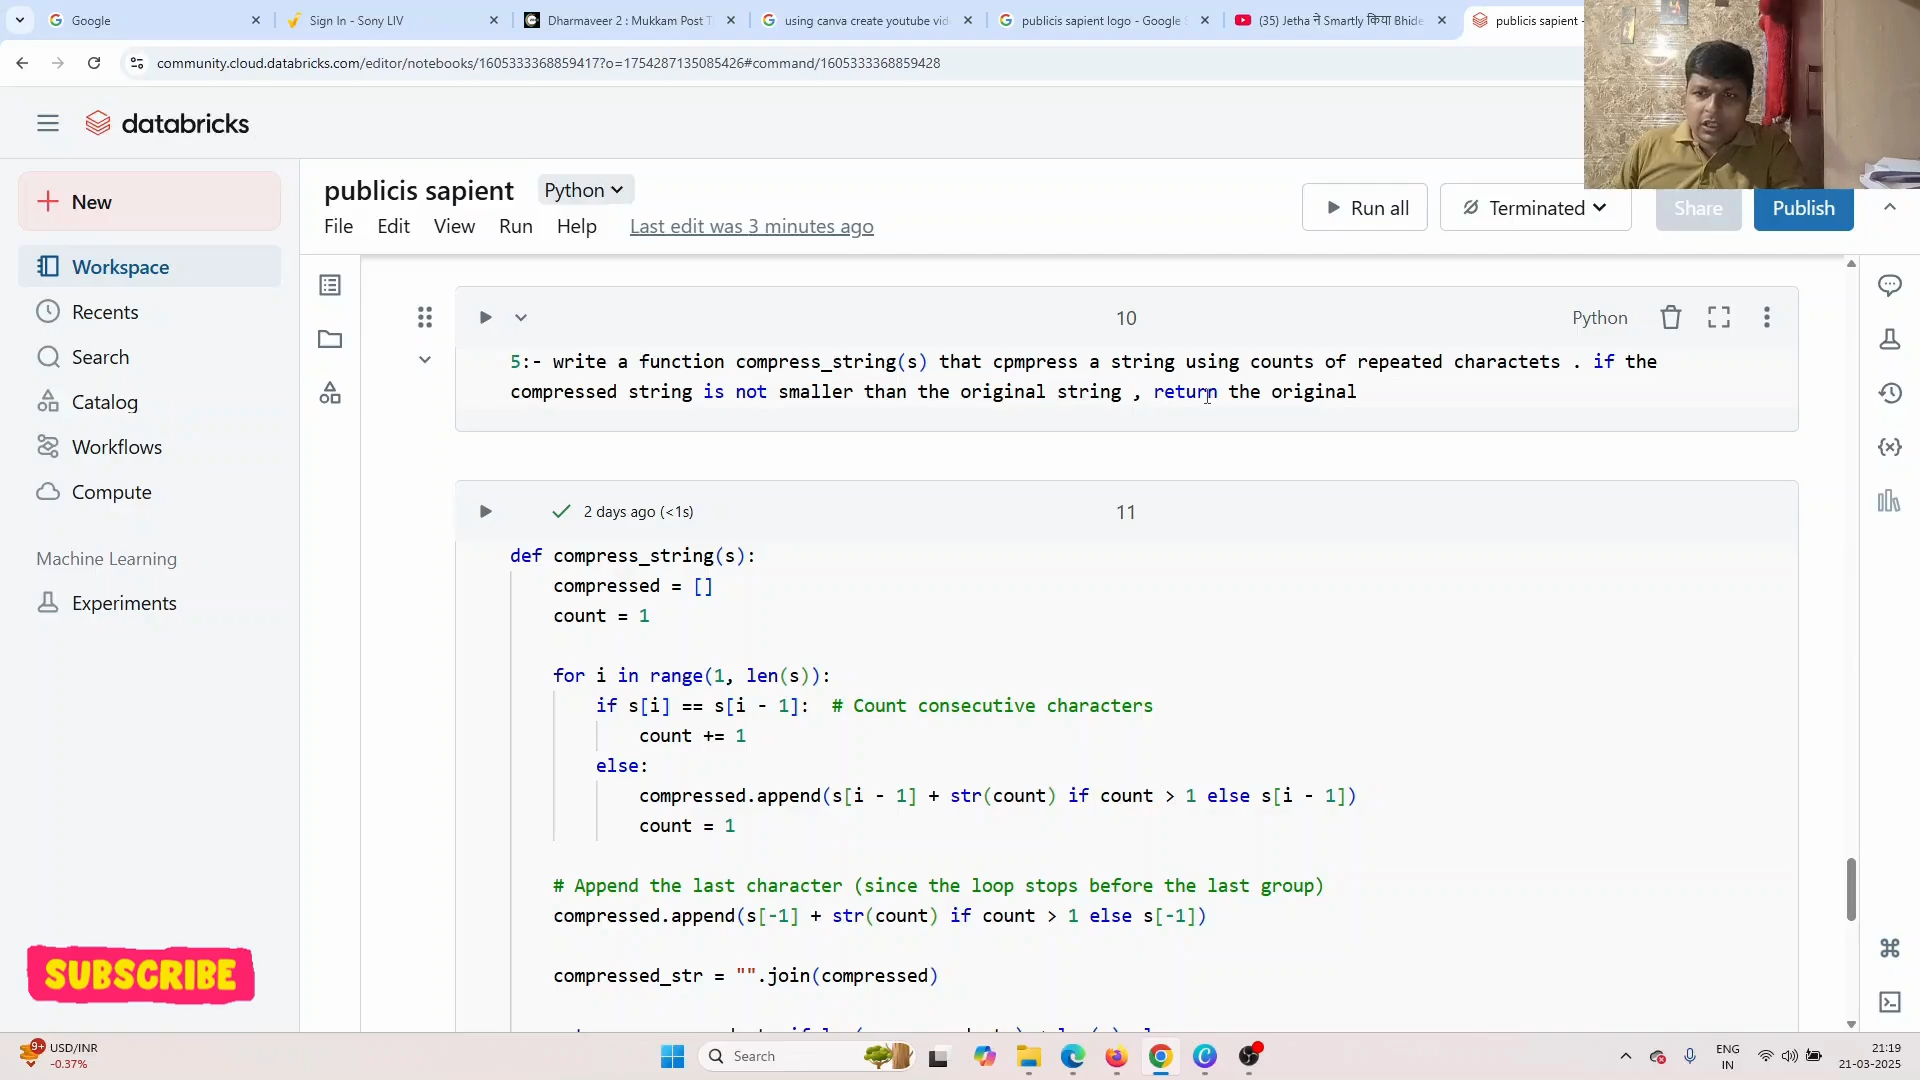 Google
Sign In - Sony LIV
Dharmaveer 2 : Mukkam Post T
using canva create youtube vid
publicis sapient logo - Google S
(35) Jetha ने Smartly किया Bhide
publicis sapient -
community.cloud.databricks.com/editor/notebooks/1605333368859417?o=1754287135085426#command/1605333368859428
databricks
New
Workspace
Recents
Search
Catalog
Workflows
Compute
Machine Learning
Experiments
publicis sapient
Python
File Edit View Run Help Last edit was 3 minutes ago
Run all
Terminated
Share
Publish
10
Python
5:- write a function compress_string(s) that cpmpress a string using counts of repeated charactets . if the
compressed string is not smaller than the original string , return the original
2 days ago (<1s)
11
def compress_string(s):
compressed = []
count = 1
for i in range(1, len(s)):
if s[i] == s[i - 1]: # Count consecutive characters
count += 1
else:
compressed.append(s[i - 1] + str(count) if count > 1 else s[i - 1])
count = 1
# Append the last character (since the loop stops before the last group)
compressed.append(s[-1] + str(count) if count > 1 else s[-1])
compressed_str = "".join(compressed)
SUBSCRIBE
9+
USD/INR
-0.37%
Search
ENG
IN
21:19
21-03-2025